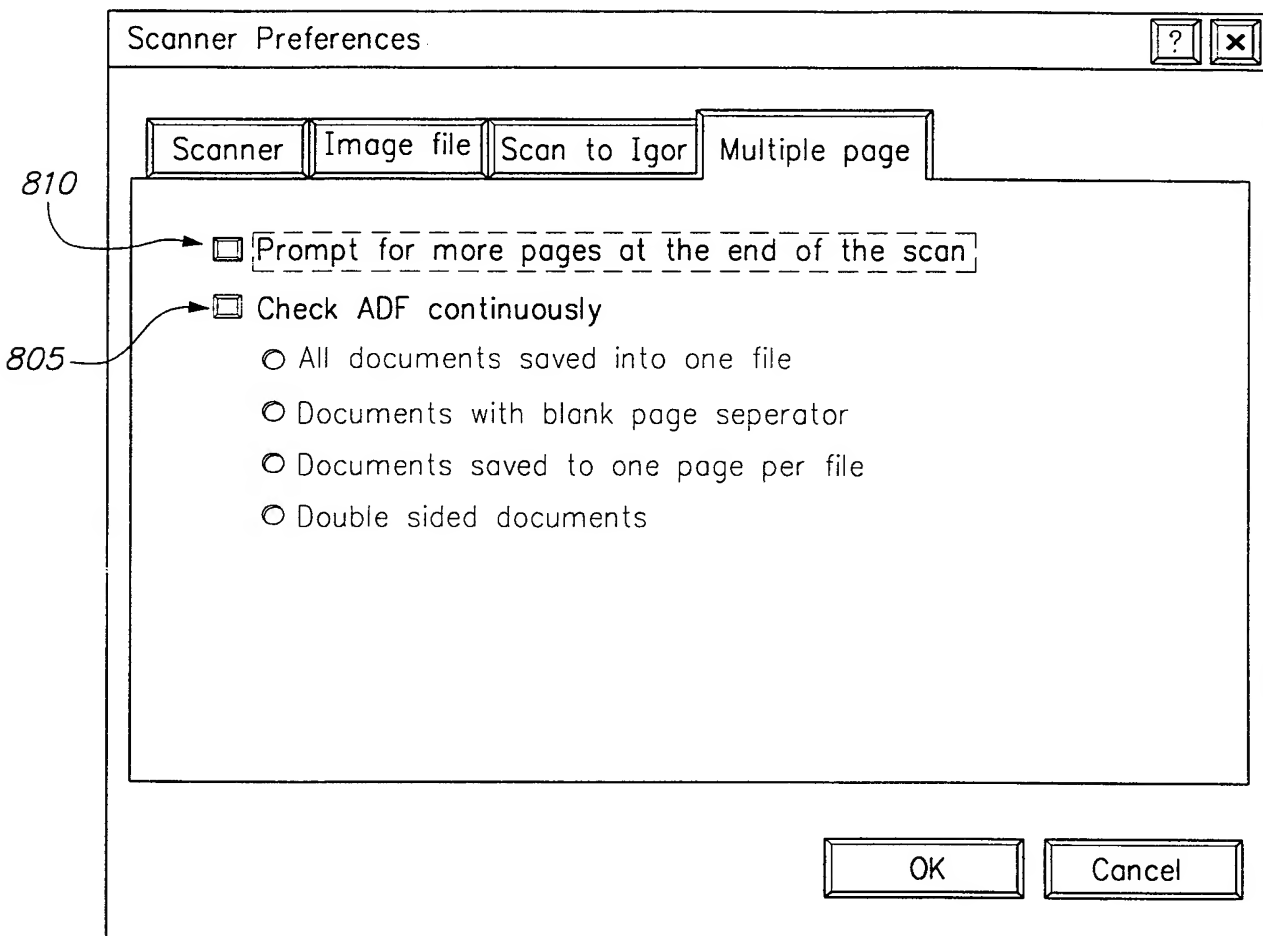 Scanner Preferences ? ×
Scanner Image file Scan to Igor Multiple page
810
Prompt for more pages at the end of the scan
805
Check ADF continuously
All documents saved into one file
Documents with blank page seperator
Documents saved to one page per file
Double sided documents
OK Cancel